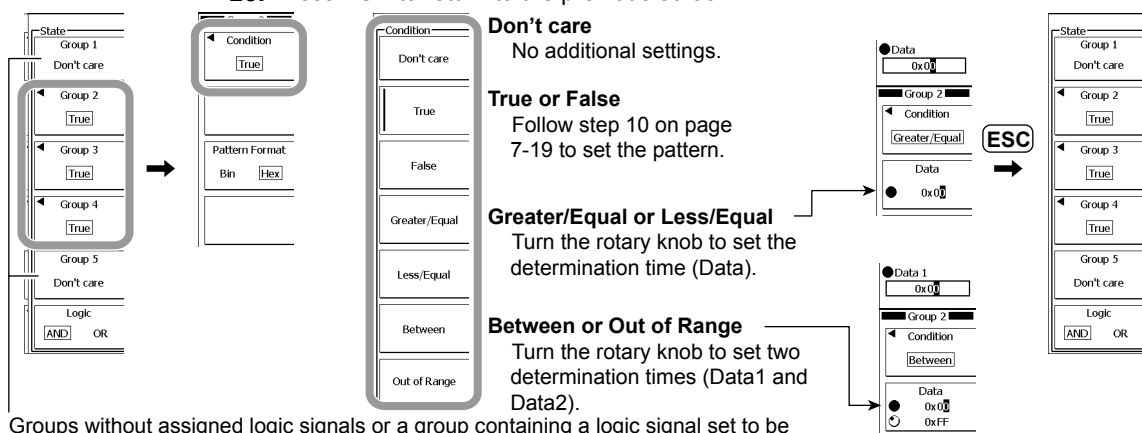 State
Group 1
Don't care
Group 2
True
Group 3
True
Group 4
True
Group 5
Don't care
Logic
AND OR
Condition
True
Pattern Format
Bin Hex
Condition
Don't care
True
False
Greater/Equal
Less/Equal
Between
Out of Range
Don't care
No additional settings.
True or False
Follow step 10 on page
7-19 to set the pattern.
Greater/Equal or Less/Equal
Turn the rotary knob to set the
determination time (Data).
Between or Out of Range
Turn the rotary knob to set two
determination times (Data1 and
Data2).
Data
0x00
Group 2
Condition
Greater/Equal
Data
0x00
Data 1
0x00
Group 2
Condition
Between
Data
0x00
0xFF
ESC
State
Group 1
Don't care
Group 2
True
Group 3
True
Group 4
True
Group 5
Don't care
Logic
AND OR
Groups without assigned logic signals or a group containing a logic signal set to be